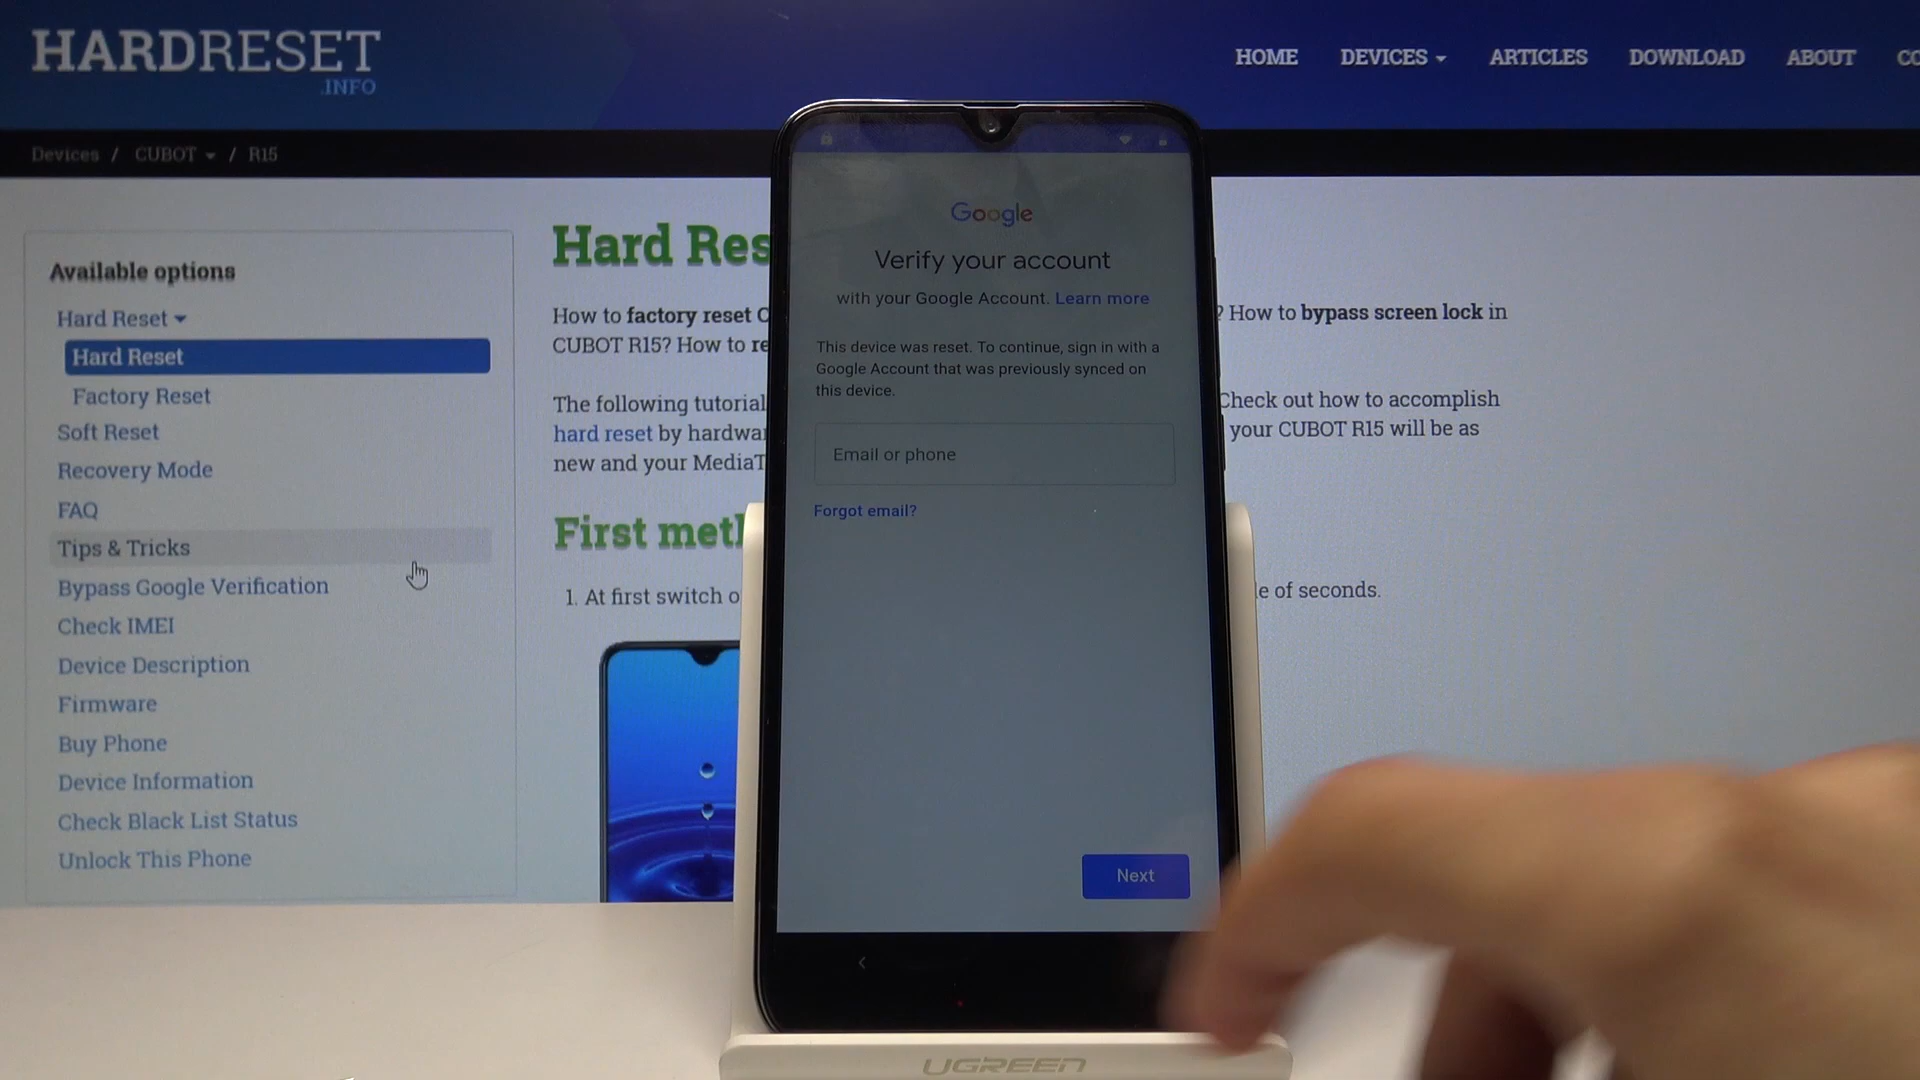 HARDRESET
.INFO
HOME DEVICES ARTICLES DOWNLOAD ABOUT
Devices / CUBOT / R15
Available options
Hard Reset
Hard Reset
Factory Reset
Soft Reset
Recovery Mode
FAQ
Tips & Tricks
Bypass Google Verification
Check IMEI
Device Description
Firmware
Buy Phone
Device Information
Check Black List Status
Unlock This Phone
Hard Res
How to factory reset C
? How to bypass screen lock in
CUBOT R15? How to re
The following tutorial
Check out how to accomplish
hard reset by hardwa
your CUBOT R15 will be as
new and your MediaT
First met
1. At first switch o
le of seconds.
Google
Verify your account
with your Google Account. Learn more
This device was reset. To continue, sign in with a
Google Account that was previously synced on
this device.
Email or phone
Forgot email?
Next
UGREEN